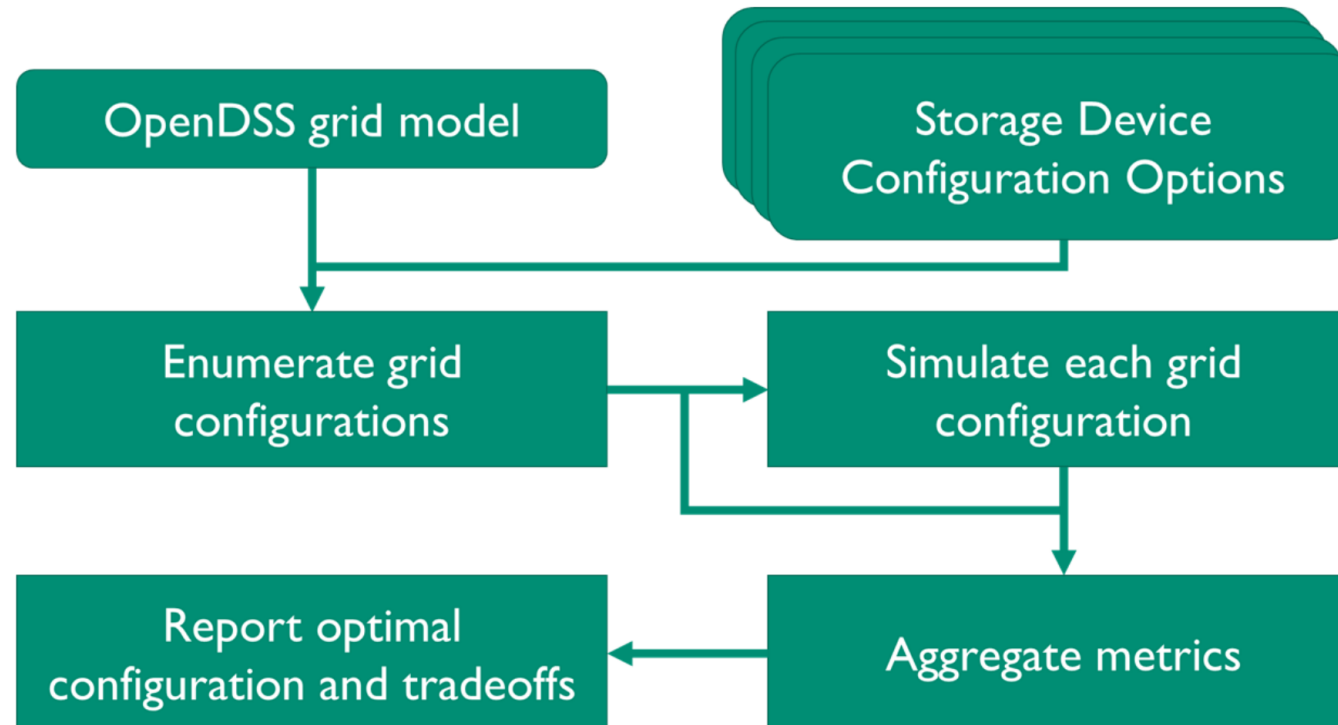 OpenDSS grid model
Storage Device
Configuration Options
Enumerate grid
configurations
Simulate each grid
configuration
Report optimal
configuration and tradeoffs
Aggregate metrics